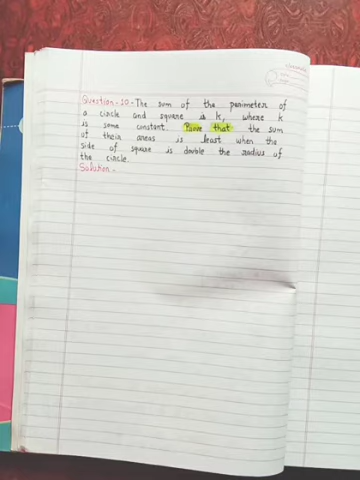 Question-10- The sum of the perimeter of
a circle and square is k, where k
is some constant. Prove that the sum
of their areas is least when the
side of square is double the radius of
the circle.
Solution -